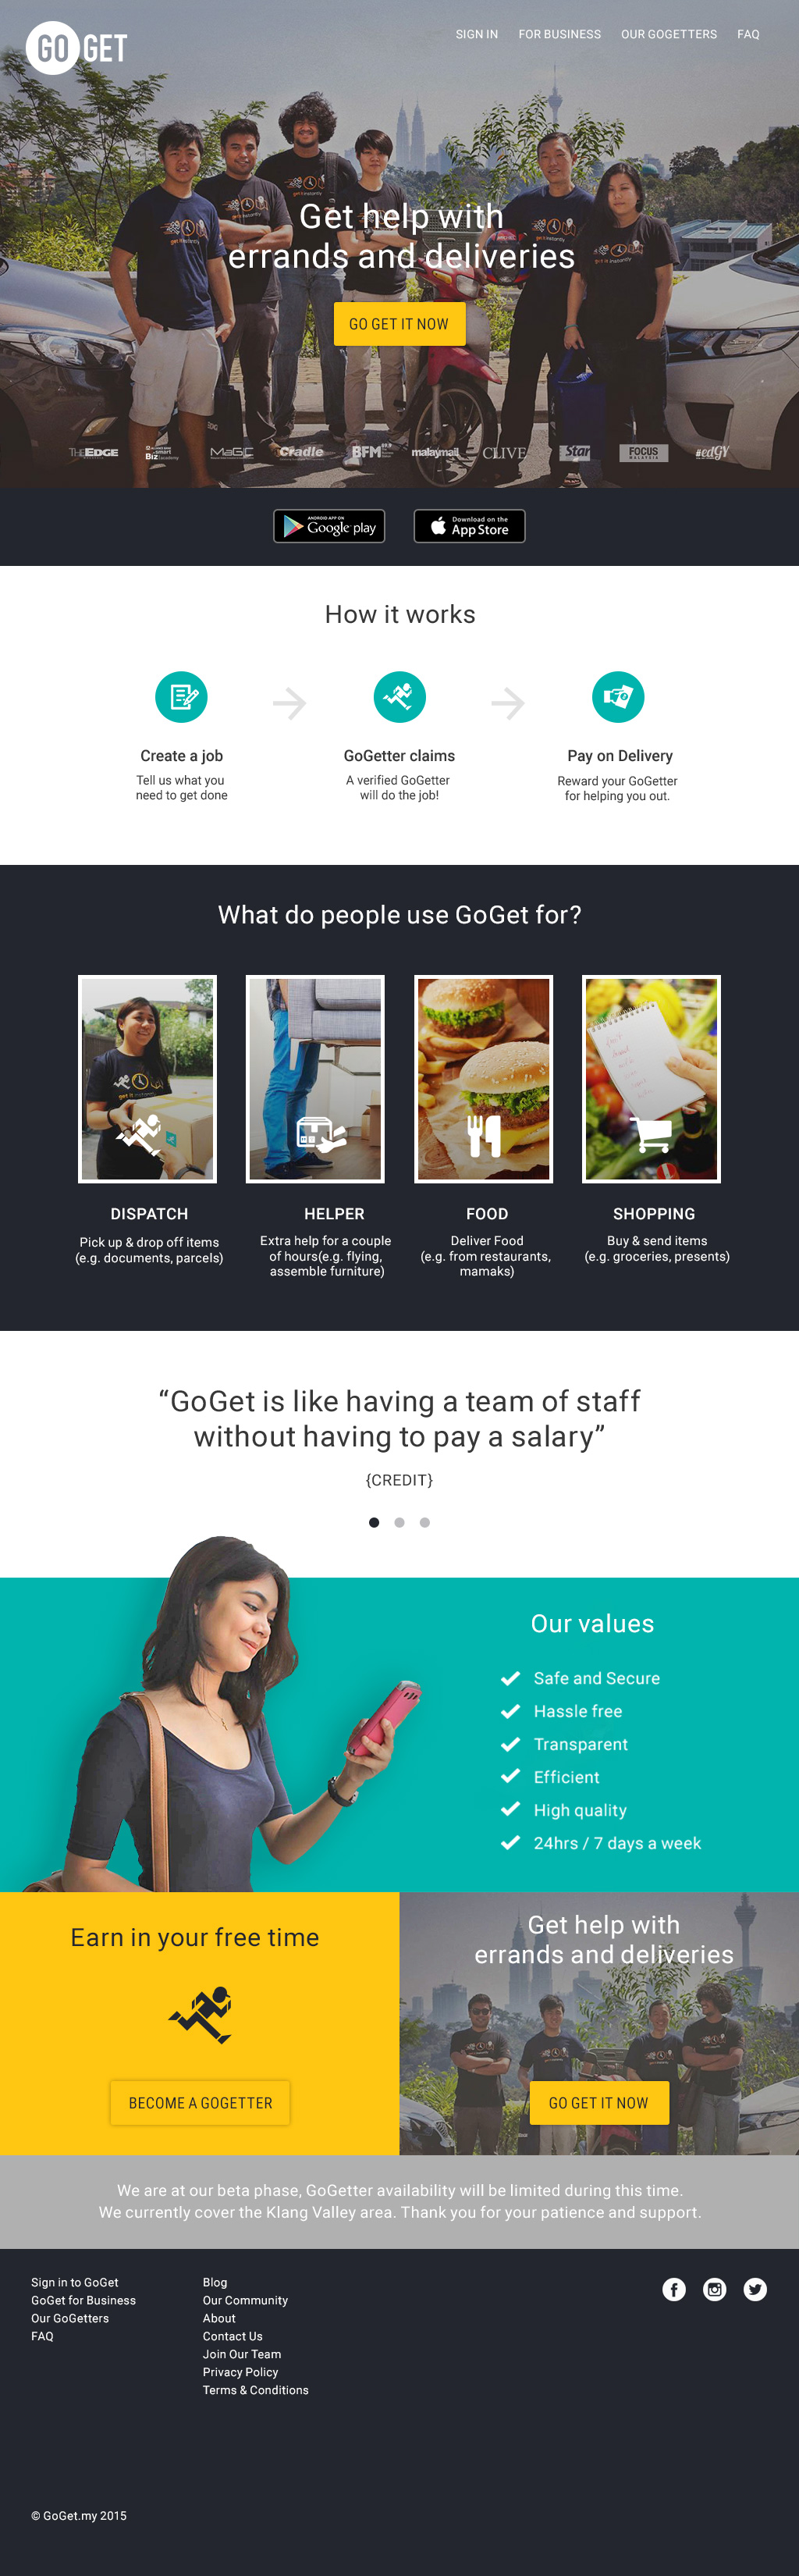 GO GET
SIGN IN FOR BUSINESS OUR GOGETTERS FAQ
Get help with
errands and deliveries
GO GET IT NOW
THE EDGE MaGIC Cradle BFM malaymail CLIVE Star FOCUS MALAYSIA #edGY
ANDROID APP ON
Google play
Download on the
App Store
How it works
Create a job
Tell us what you
need to get done
GoGetter claims
A verified GoGetter
will do the job!
Pay on Delivery
Reward your GoGetter
for helping you out.
What do people use GoGet for?
get it instantly
DISPATCH
Pick up & drop off items
(e.g. documents, parcels)
HELPER
Extra help for a couple
of hours(e.g. flying,
assemble furniture)
FOOD
Deliver Food
(e.g. from restaurants,
mamaks)
SHOPPING
Buy & send items
(e.g. groceries, presents)
“GoGet is like having a team of staff
without having to pay a salary”
{CREDIT}
Our values
Safe and Secure
Hassle free
Transparent
Efficient
High quality
24hrs / 7 days a week
Earn in your free time
BECOME A GOGETTER
Get help with
errands and deliveries
GO GET IT NOW
We are at our beta phase, GoGetter availability will be limited during this time.
We currently cover the Klang Valley area. Thank you for your patience and support.
Sign in to GoGet
GoGet for Business
Our GoGetters
FAQ
Blog
Our Community
About
Contact Us
Join Our Team
Privacy Policy
Terms & Conditions
© GoGet.my 2015